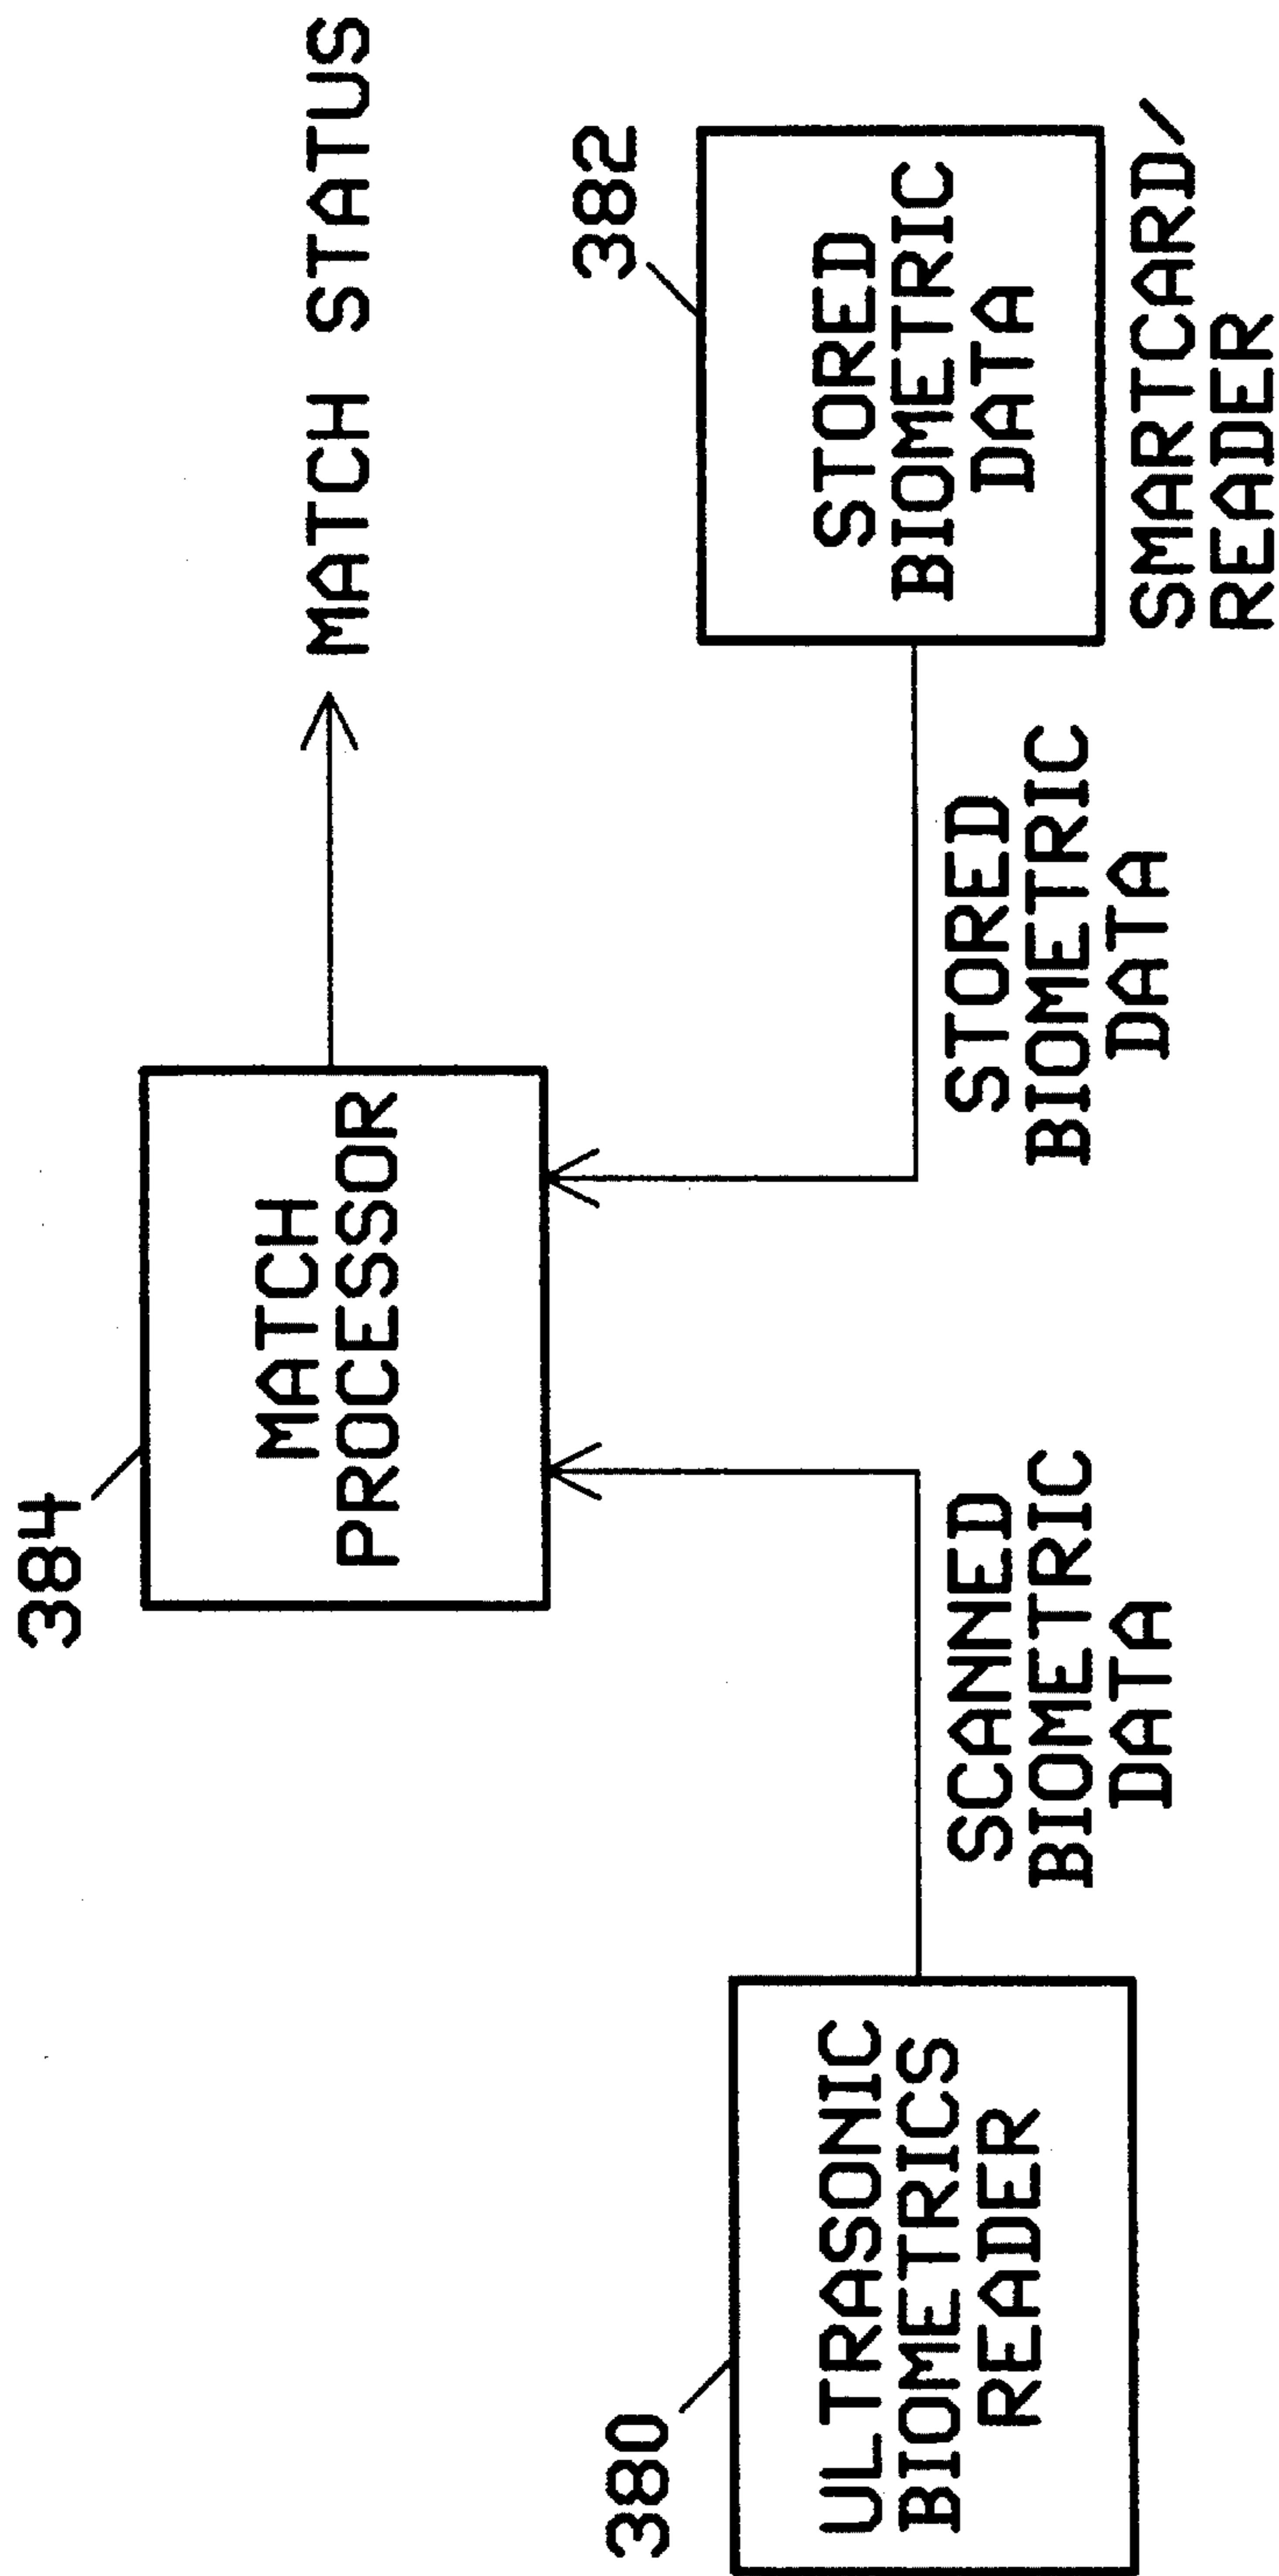 384
MATCH
PROCESSOR
MATCH STATUS
380
ULTRASONIC
BIOMETRICS
READER
SCANNED
BIOMETRIC
DATA
STORED
BIOMETRIC
DATA
382
STORED
BIOMETRIC
DATA
SMARTCARD/
READER